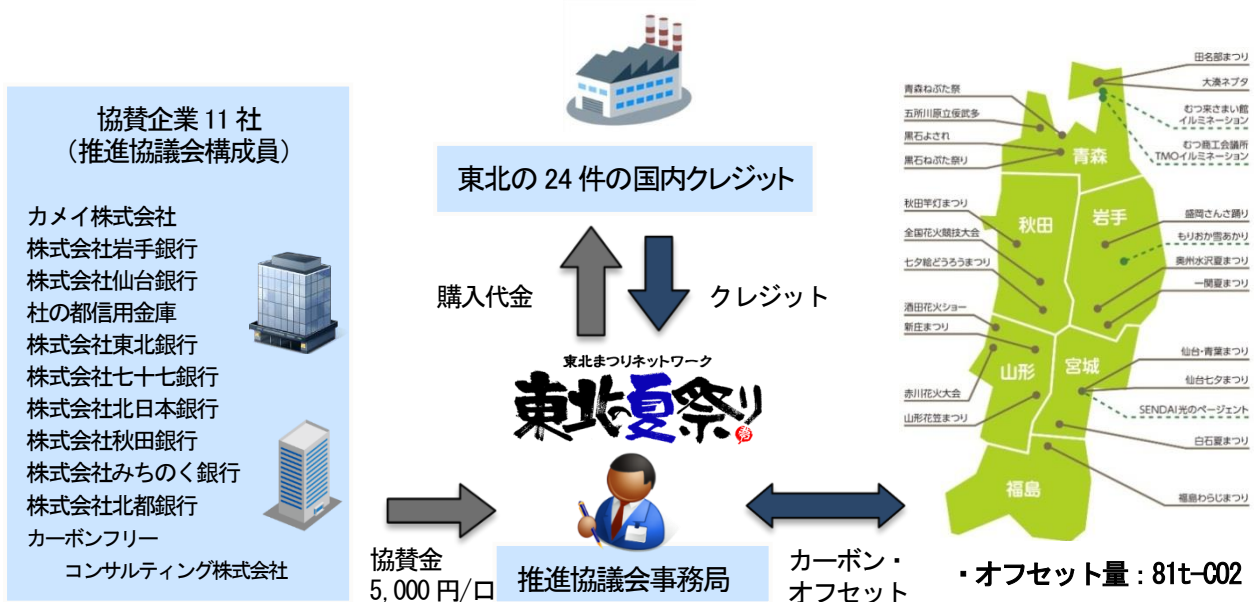 協賛企業 11 社
（推進協議会構成員）
カメイ株式会社
株式会社岩手銀行
株式会社仙台銀行
杜の都信用金庫
株式会社東北銀行
株式会社七十七銀行
株式会社北日本銀行
株式会社秋田銀行
株式会社みちのく銀行
株式会社北都銀行
カーボンフリー
コンサルティング株式会社
東北の 24 件の国内クレジット
購入代金
クレジット
東北まつりネットワーク
東北の夏祭り
協賛金
5,000 円/口
推進協議会事務局
カーボン・
オフセット
青森ねぶた祭
五所川原立佞武多
黒石よされ
黒石ねぷた祭り
秋田竿灯まつり
全国花火競技大会
七夕絵どうろうまつり
酒田花火ショー
新庄まつり
赤川花火大会
山形花笠まつり
青森
秋田
岩手
山形
宮城
福島
田名部まつり
大湊ネブタ
むつ来さまい館
イルミネーション
むつ商工会議所
TMOイルミネーション
盛岡さんさ踊り
もりおか雪あかり
奥州水沢夏まつり
一関夏まつり
仙台・青葉まつり
仙台七夕まつり
SENDAI光のページェント
白石夏まつり
福島わらじまつり
・オフセット量：81t-CO2